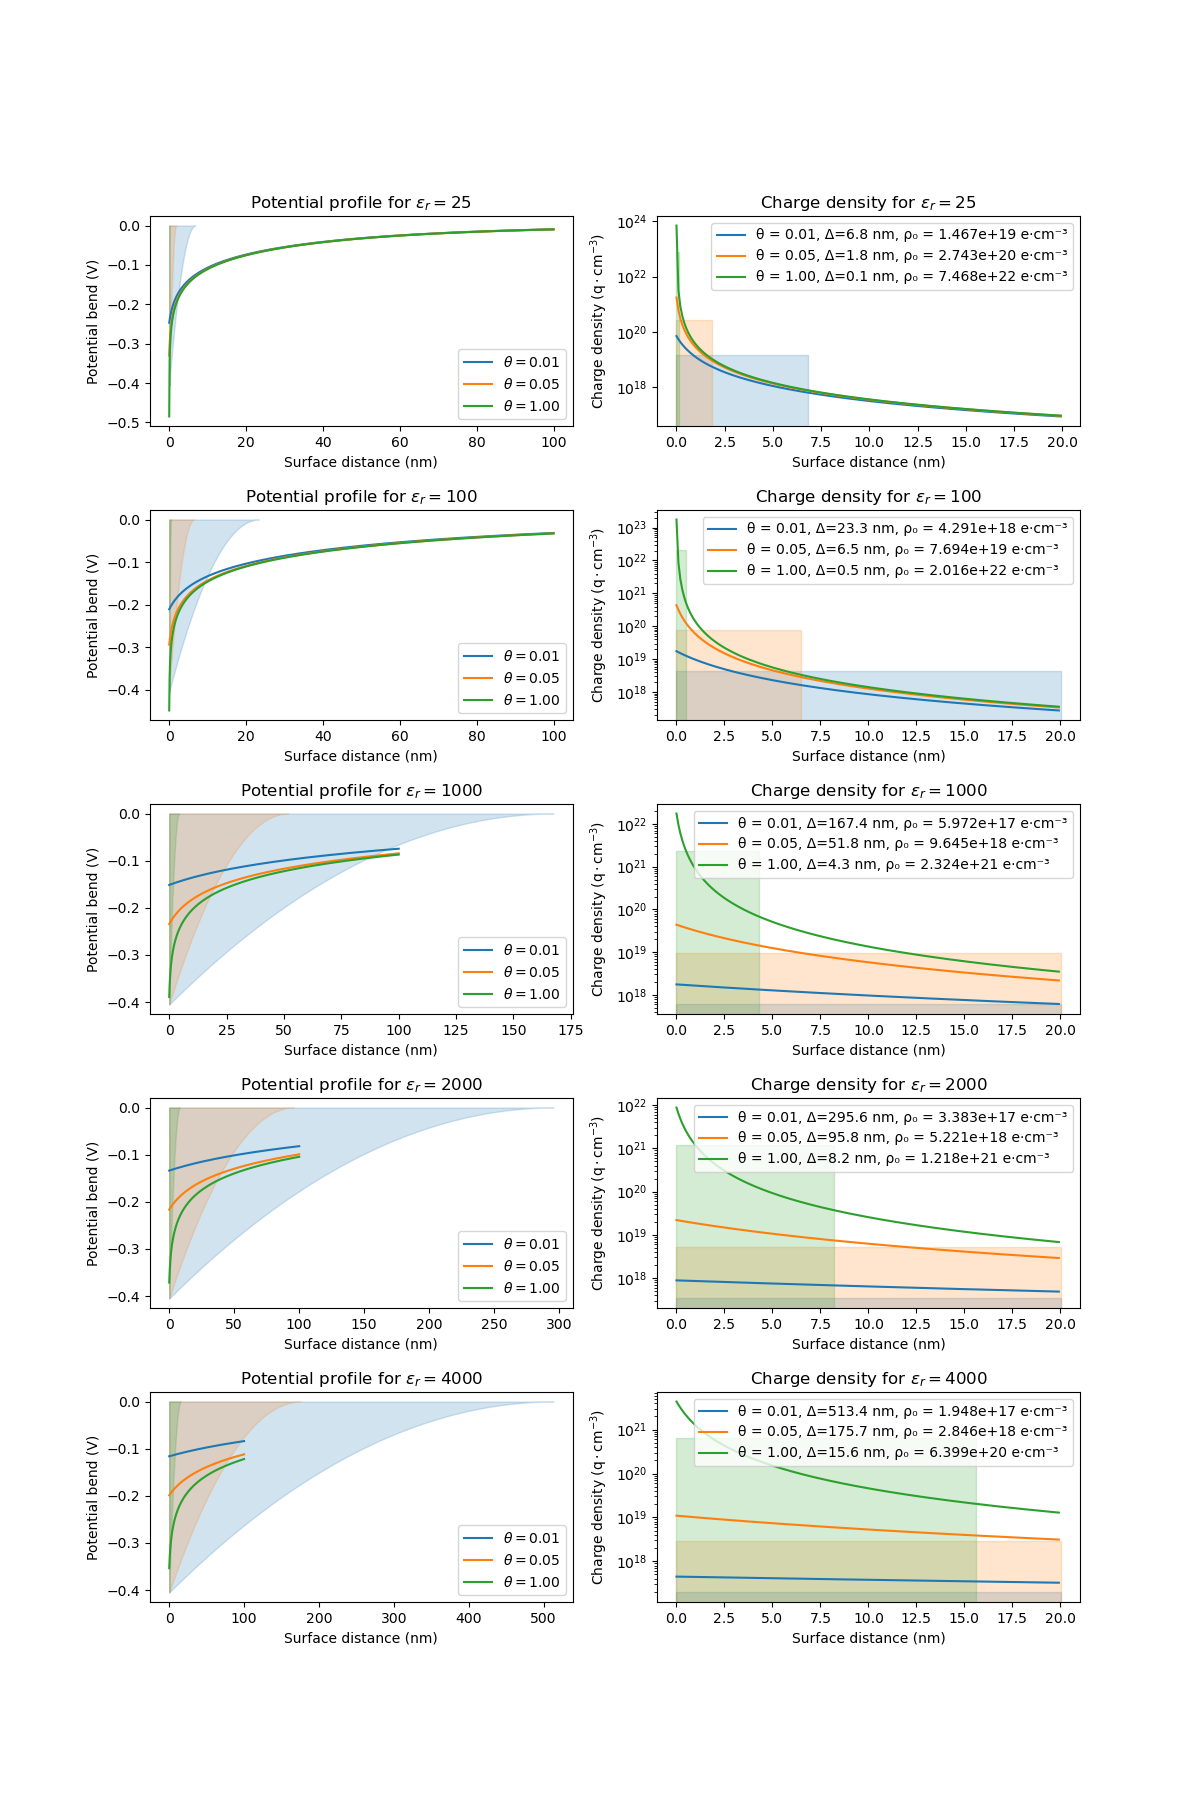 Potential profile for εr = 25
0.0
−0.1
−0.2
−0.3
−0.4
−0.5
Potential bend (V)
θ = 0.01
θ = 0.05
θ = 1.00
0 20 40 60 80 100
Surface distance (nm)
Charge density for εr = 25
10²⁴
10²²
10²⁰
10¹⁸
Charge density (q · cm⁻³)
θ = 0.01, Δ=6.8 nm, ρ₀ = 1.467e+19 e·cm⁻³
θ = 0.05, Δ=1.8 nm, ρ₀ = 2.743e+20 e·cm⁻³
θ = 1.00, Δ=0.1 nm, ρ₀ = 7.468e+22 e·cm⁻³
0.0 2.5 5.0 7.5 10.0 12.5 15.0 17.5 20.0
Surface distance (nm)
Potential profile for εr = 100
0.0
−0.1
−0.2
−0.3
−0.4
Potential bend (V)
θ = 0.01
θ = 0.05
θ = 1.00
0 20 40 60 80 100
Surface distance (nm)
Charge density for εr = 100
10²³
10²²
10²¹
10²⁰
10¹⁹
10¹⁸
Charge density (q · cm⁻³)
θ = 0.01, Δ=23.3 nm, ρ₀ = 4.291e+18 e·cm⁻³
θ = 0.05, Δ=6.5 nm, ρ₀ = 7.694e+19 e·cm⁻³
θ = 1.00, Δ=0.5 nm, ρ₀ = 2.016e+22 e·cm⁻³
0.0 2.5 5.0 7.5 10.0 12.5 15.0 17.5 20.0
Surface distance (nm)
Potential profile for εr = 1000
0.0
−0.1
−0.2
−0.3
−0.4
Potential bend (V)
θ = 0.01
θ = 0.05
θ = 1.00
0 25 50 75 100 125 150 175
Surface distance (nm)
Charge density for εr = 1000
10²²
10²¹
10²⁰
10¹⁹
10¹⁸
Charge density (q · cm⁻³)
θ = 0.01, Δ=167.4 nm, ρ₀ = 5.972e+17 e·cm⁻³
θ = 0.05, Δ=51.8 nm, ρ₀ = 9.645e+18 e·cm⁻³
θ = 1.00, Δ=4.3 nm, ρ₀ = 2.324e+21 e·cm⁻³
0.0 2.5 5.0 7.5 10.0 12.5 15.0 17.5 20.0
Surface distance (nm)
Potential profile for εr = 2000
0.0
−0.1
−0.2
−0.3
−0.4
Potential bend (V)
θ = 0.01
θ = 0.05
θ = 1.00
0 50 100 150 200 250 300
Surface distance (nm)
Charge density for εr = 2000
10²²
10²¹
10²⁰
10¹⁹
10¹⁸
Charge density (q · cm⁻³)
θ = 0.01, Δ=295.6 nm, ρ₀ = 3.383e+17 e·cm⁻³
θ = 0.05, Δ=95.8 nm, ρ₀ = 5.221e+18 e·cm⁻³
θ = 1.00, Δ=8.2 nm, ρ₀ = 1.218e+21 e·cm⁻³
0.0 2.5 5.0 7.5 10.0 12.5 15.0 17.5 20.0
Surface distance (nm)
Potential profile for εr = 4000
0.0
−0.1
−0.2
−0.3
−0.4
Potential bend (V)
θ = 0.01
θ = 0.05
θ = 1.00
0 100 200 300 400 500
Surface distance (nm)
Charge density for εr = 4000
10²¹
10²⁰
10¹⁹
10¹⁸
Charge density (q · cm⁻³)
θ = 0.01, Δ=513.4 nm, ρ₀ = 1.948e+17 e·cm⁻³
θ = 0.05, Δ=175.7 nm, ρ₀ = 2.846e+18 e·cm⁻³
θ = 1.00, Δ=15.6 nm, ρ₀ = 6.399e+20 e·cm⁻³
0.0 2.5 5.0 7.5 10.0 12.5 15.0 17.5 20.0
Surface distance (nm)